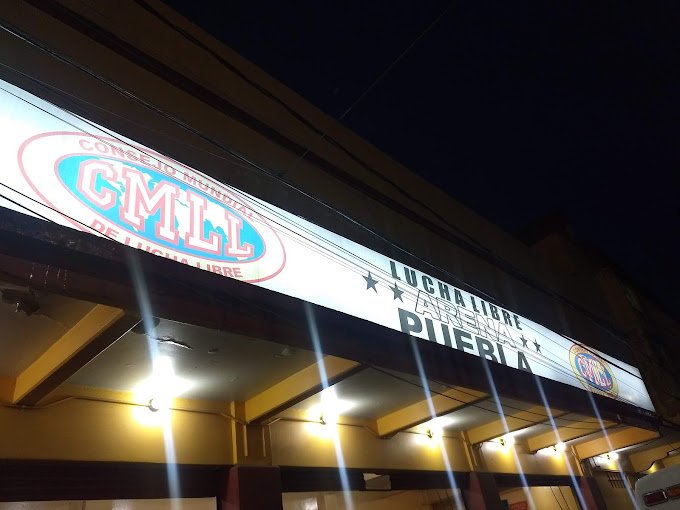 CONSEJO MUNDIAL
CMLL
DE LUCHA LIBRE
LUCHA LIBRE
ARENA
PUEBLA
CMLL